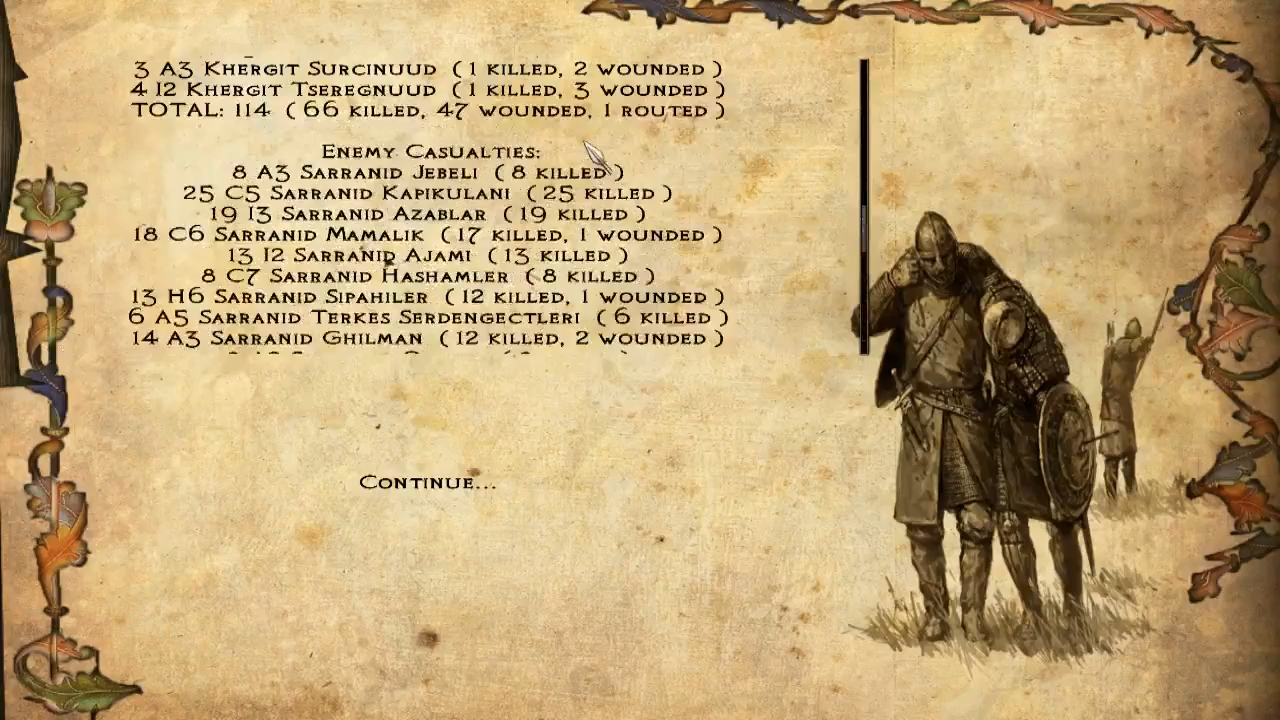 3 A3 Khergit Surcinuud ( 1 killed, 2 wounded )
4 I2 Khergit Tseregnuud ( 1 killed, 3 wounded )
TOTAL: 114 ( 66 killed, 47 wounded, 1 routed )
Enemy Casualties:
8 A3 Sarranid Jebeli ( 8 killed )
25 C5 Sarranid Kapikulani ( 25 killed )
19 I3 Sarranid Azablar ( 19 killed )
18 C6 Sarranid Mamalik ( 17 killed, 1 wounded )
13 I2 Sarranid Ajami ( 13 killed )
8 C7 Sarranid Hashamler ( 8 killed )
13 H6 Sarranid Sipahiler ( 12 killed, 1 wounded )
6 A5 Sarranid Terkes Serdengectleri ( 6 killed )
14 A3 Sarranid Ghilman ( 12 killed, 2 wounded )
Continue...